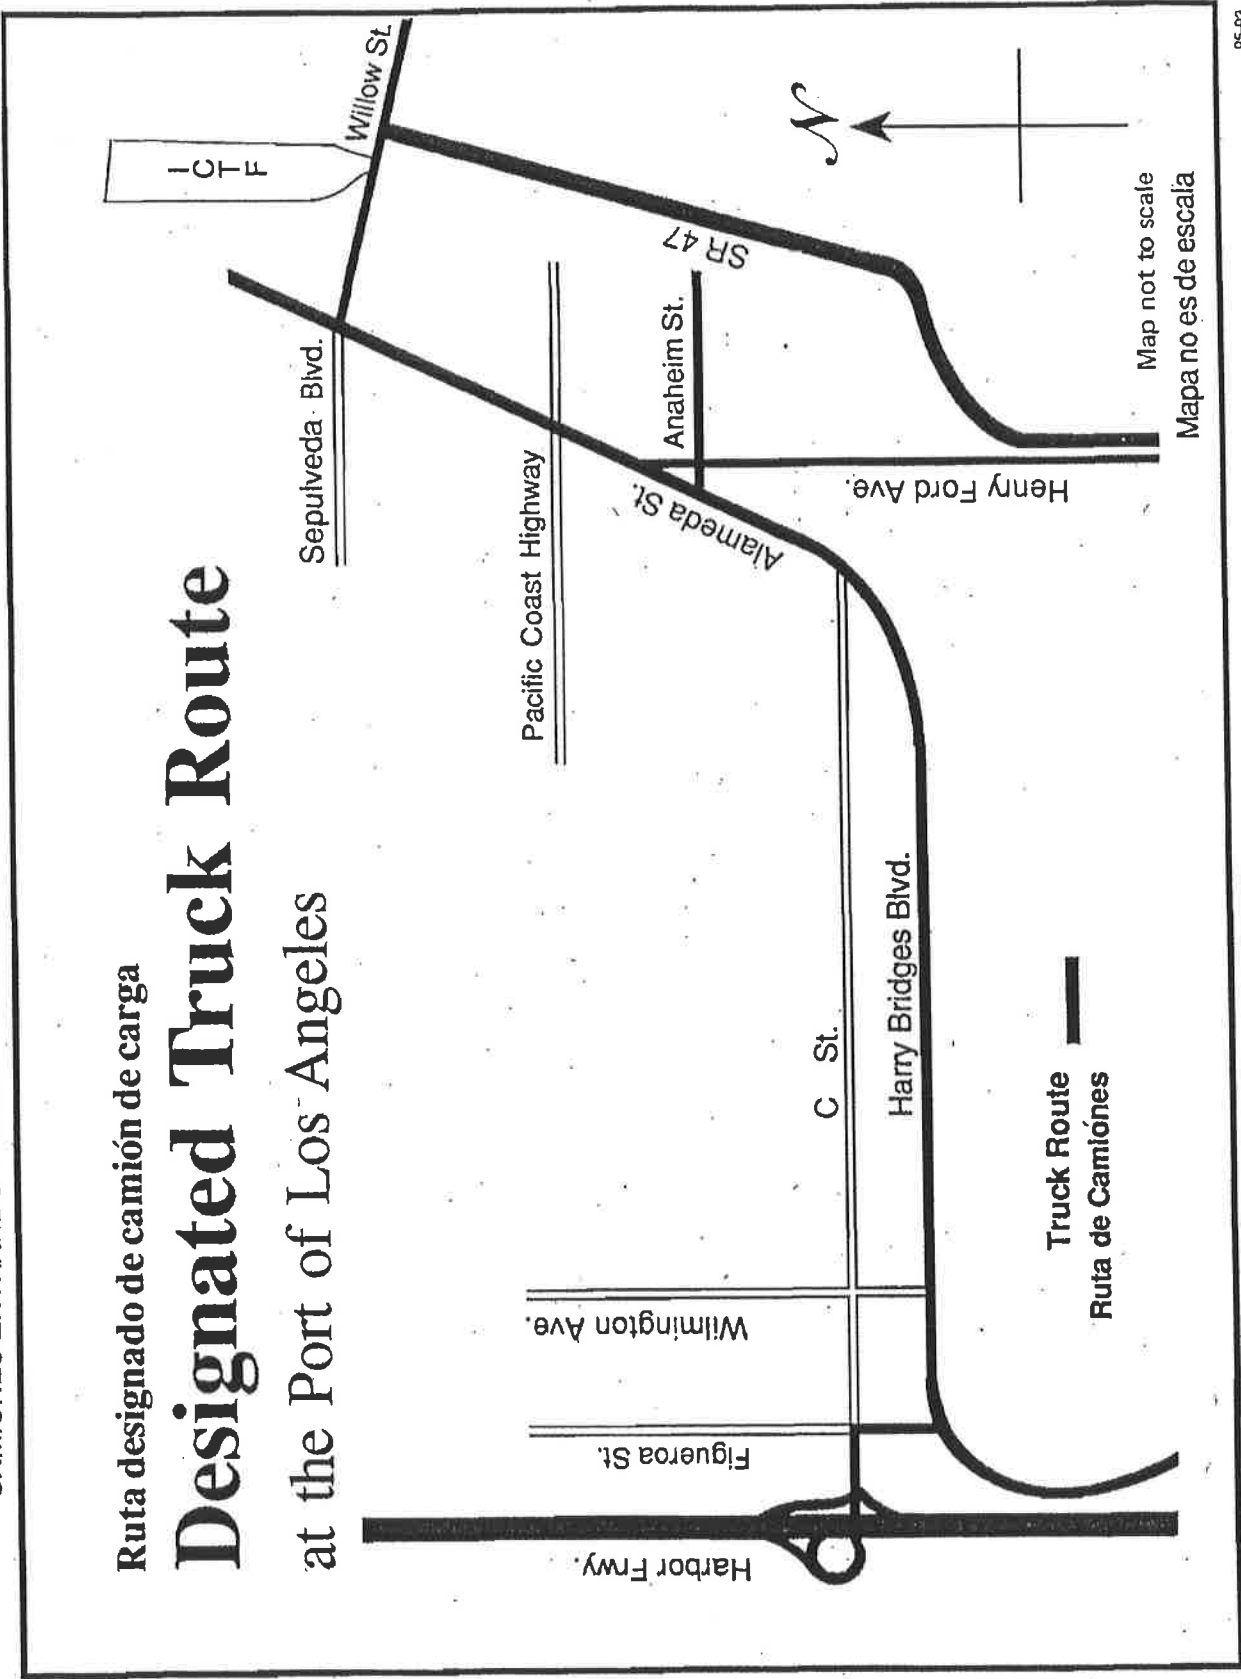 Ruta designado de camión de carga
Designated Truck Route
at the Port of Los Angeles
I
C
T
F
Willow St.
Sepulveda Blvd.
Pacific Coast Highway
Alameda St.
Anaheim St.
SR 47
Henry Ford Ave.
C St.
Harry Bridges Blvd.
Wilmington Ave.
Figueroa St.
Harbor Frwy.
N
Truck Route
Ruta de Camiónes
Map not to scale
Mapa no es de escala